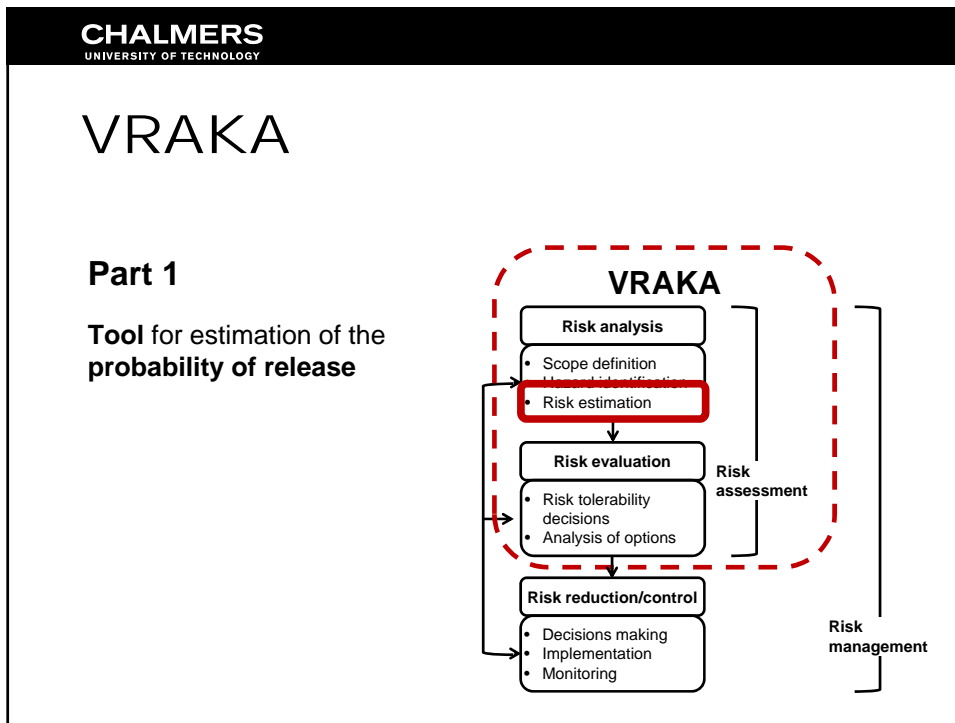 CHALMERS
UNIVERSITY OF TECHNOLOGY
VRAKA
Part 1
Tool for estimation of the
probability of release
VRAKA
Risk analysis
• Scope definition
• Hazard identification
• Risk estimation
Risk evaluation
• Risk tolerability
decisions
• Analysis of options
Risk
assessment
Risk reduction/control
• Decisions making
• Implementation
• Monitoring
Risk
management